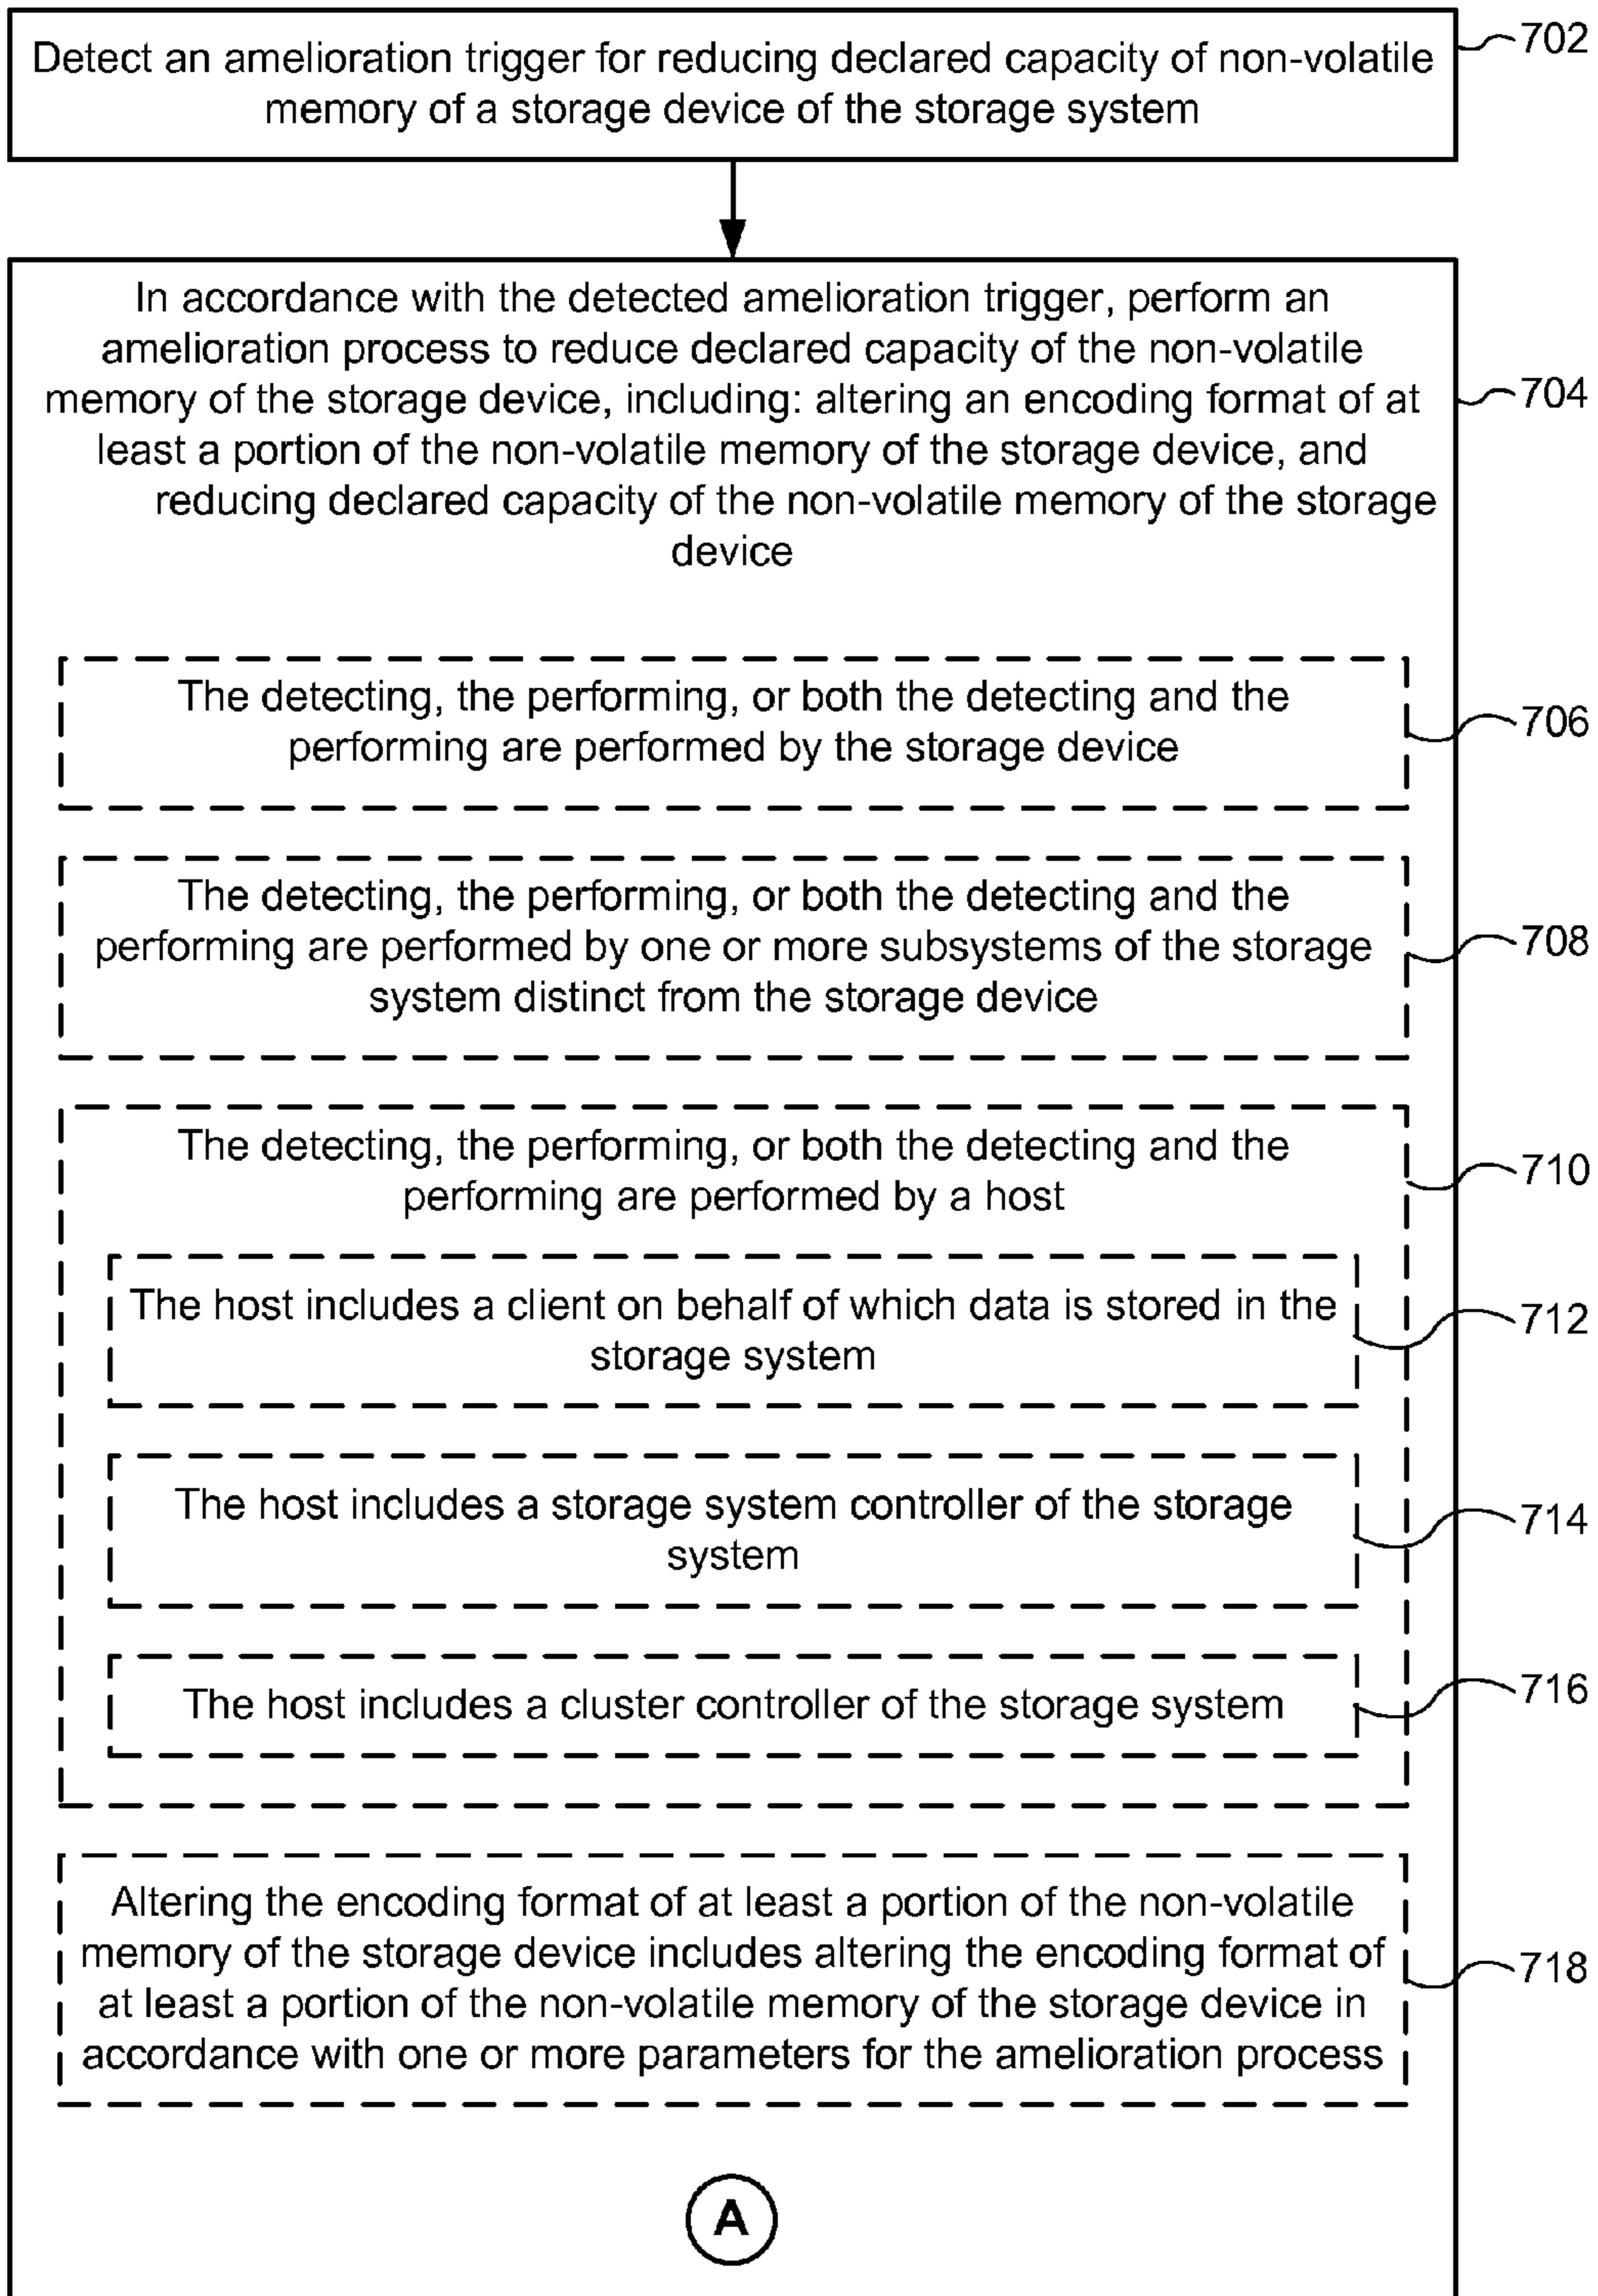 Detect an amelioration trigger for reducing declared capacity of non-volatile
memory of a storage device of the storage system
702
In accordance with the detected amelioration trigger, perform an
amelioration process to reduce declared capacity of the non-volatile
memory of the storage device, including: altering an encoding format of at
least a portion of the non-volatile memory of the storage device, and
reducing declared capacity of the non-volatile memory of the storage
device
704
The detecting, the performing, or both the detecting and the
performing are performed by the storage device
706
The detecting, the performing, or both the detecting and the
performing are performed by one or more subsystems of the storage
system distinct from the storage device
708
The detecting, the performing, or both the detecting and the
performing are performed by a host
710
The host includes a client on behalf of which data is stored in the
storage system
712
The host includes a storage system controller of the storage
system
714
The host includes a cluster controller of the storage system
716
Altering the encoding format of at least a portion of the non-volatile
memory of the storage device includes altering the encoding format of
at least a portion of the non-volatile memory of the storage device in
accordance with one or more parameters for the amelioration process
718
A